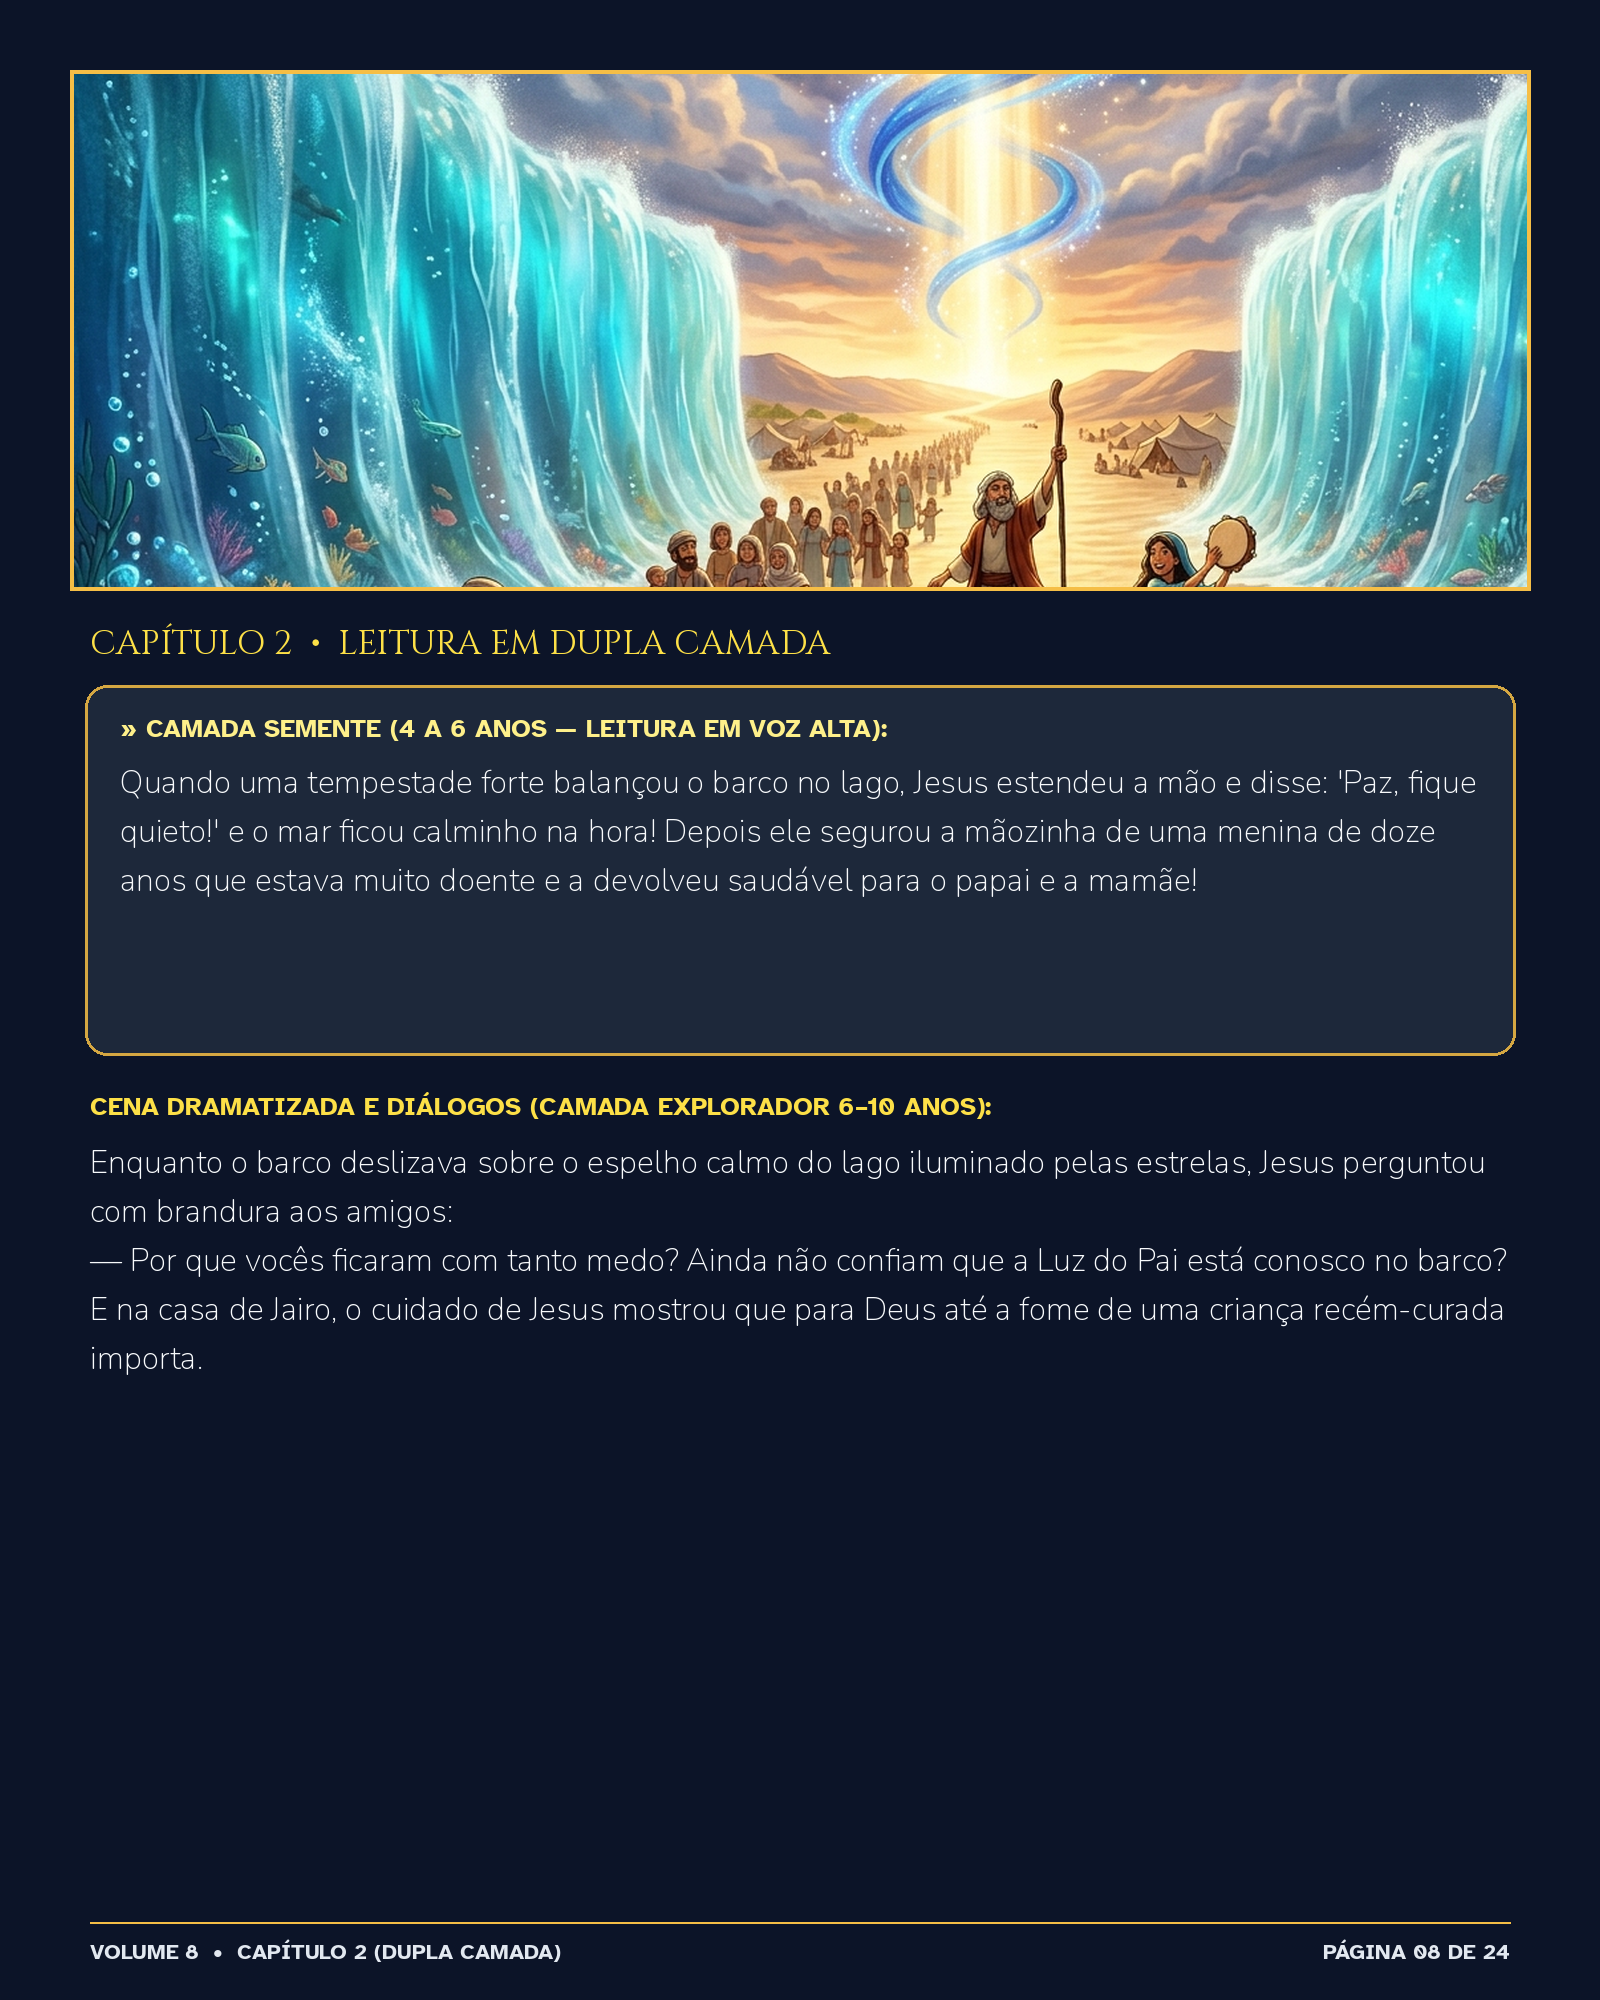 CAPÍTULO 2 • LEITURA EM DUPLA CAMADA
» CAMADA SEMENTE (4 A 6 ANOS — LEITURA EM VOZ ALTA):
Quando uma tempestade forte balançou o barco no lago, Jesus estendeu a mão e disse: 'Paz, fique
quieto!' e o mar ficou calminho na hora! Depois ele segurou a mãozinha de uma menina de doze
anos que estava muito doente e a devolveu saudável para o papai e a mamãe!
CENA DRAMATIZADA E DIÁLOGOS (CAMADA EXPLORADOR 6–10 ANOS):
Enquanto o barco deslizava sobre o espelho calmo do lago iluminado pelas estrelas, Jesus perguntou
com brandura aos amigos:
— Por que vocês ficaram com tanto medo? Ainda não confiam que a Luz do Pai está conosco no barco?
E na casa de Jairo, o cuidado de Jesus mostrou que para Deus até a fome de uma criança recém-curada
importa.
VOLUME 8 • CAPÍTULO 2 (DUPLA CAMADA)
PÁGINA 08 DE 24